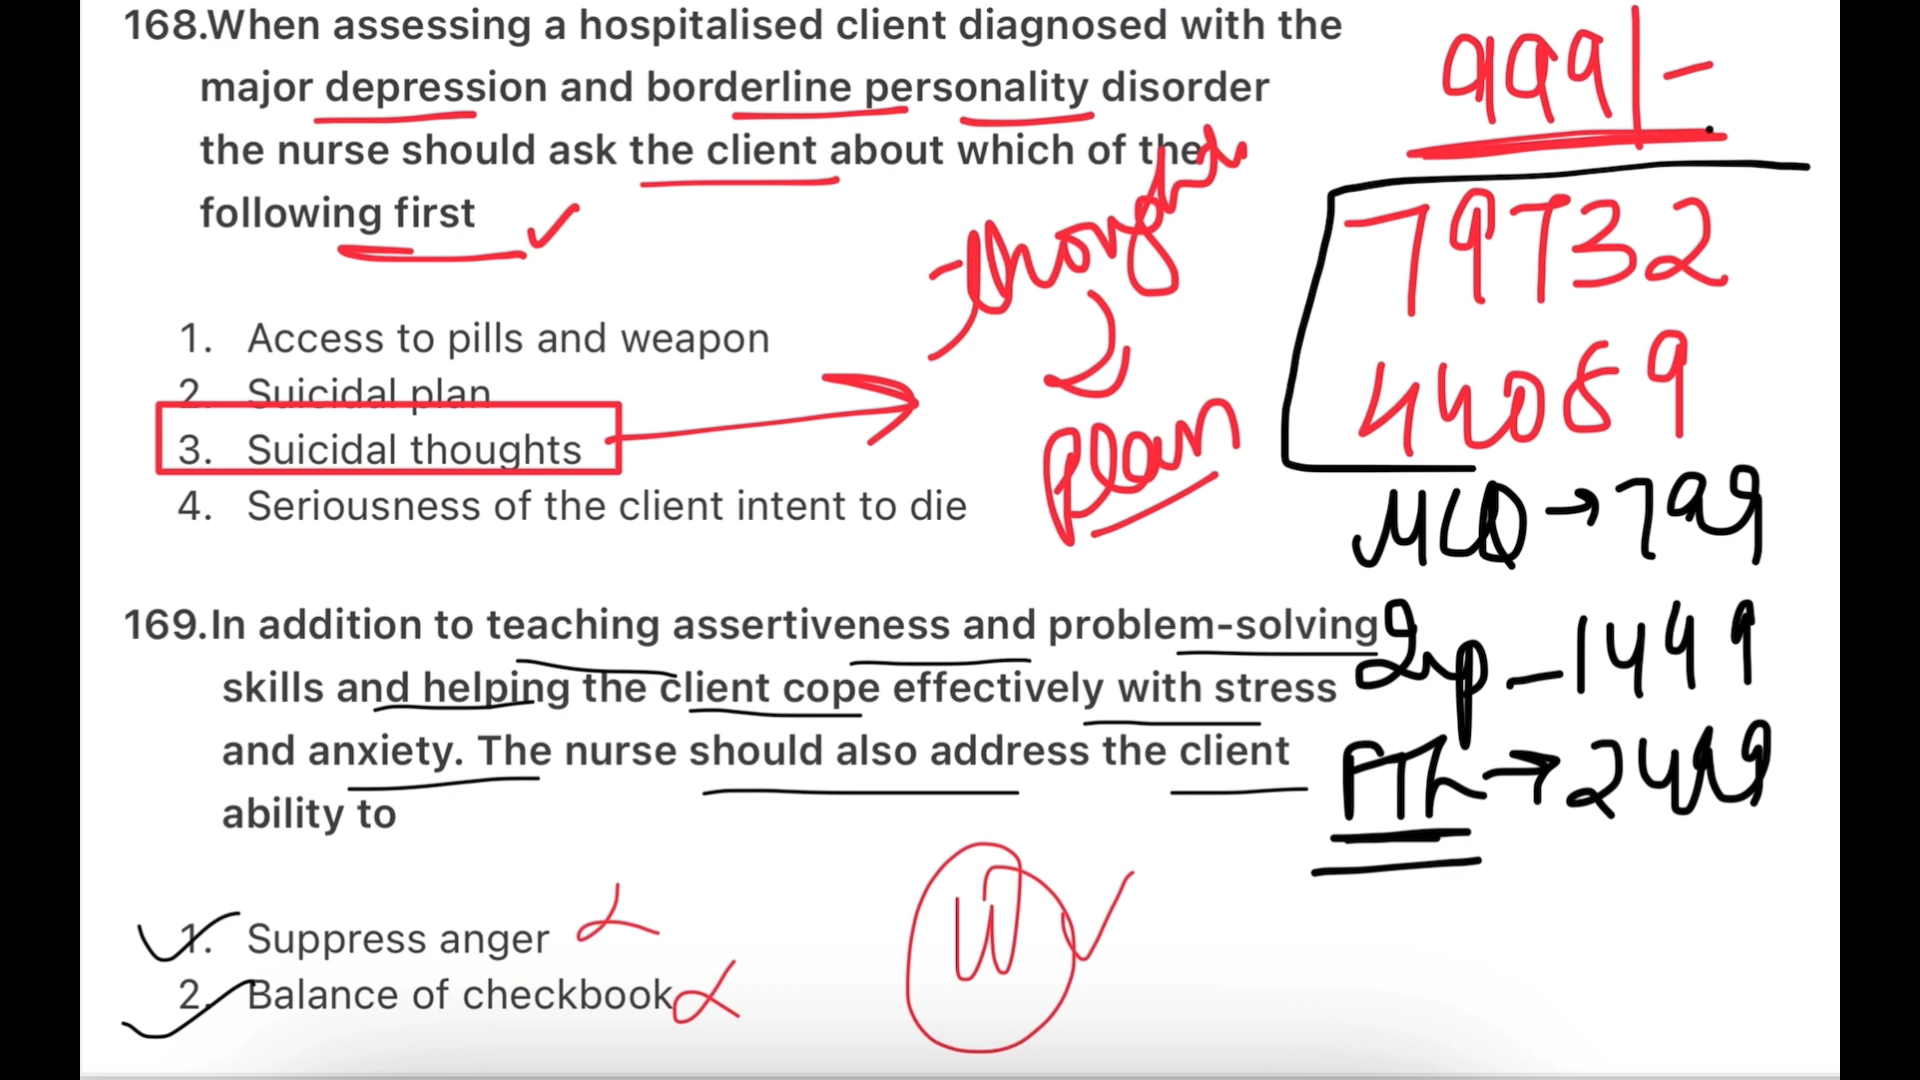 168.When assessing a hospitalised client diagnosed with the
major depression and borderline personality disorder
the nurse should ask the client about which of the
following first
1. Access to pills and weapon
2. Suicidal plan
3. Suicidal thoughts
4. Seriousness of the client intent to die
thought
Plan
999/-
79732
44089
MCQ → 799
- 1499
→ 2499
169.In addition to teaching assertiveness and problem-solving
skills and helping the client cope effectively with stress
and anxiety. The nurse should also address the client
ability to
1. Suppress anger
2. Balance of checkbook